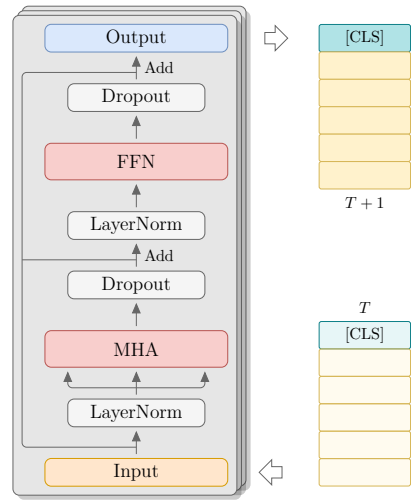 Output
Add
Dropout
FFN
LayerNorm
Add
Dropout
MHA
LayerNorm
Input
[CLS]
T + 1
T
[CLS]